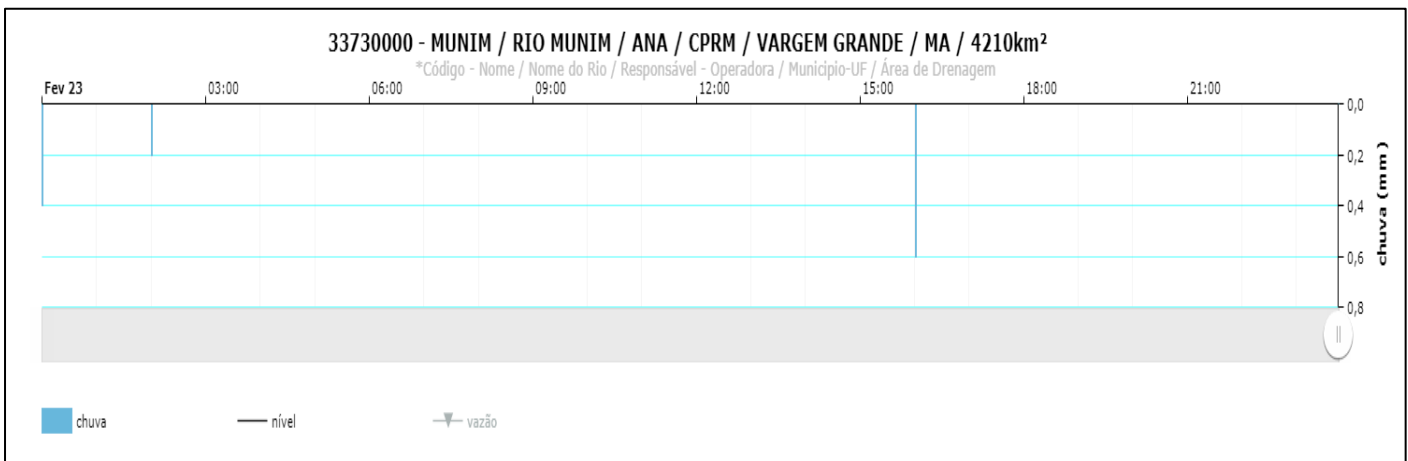 33730000 - MUNIM / RIO MUNIM / ANA / CPRM / VARGEM GRANDE / MA / 4210km²
*Código - Nome / Nome do Rio / Responsável - Operadora / Municipio-UF / Área de Drenagem
Fev 23 03:00 06:00 09:00 12:00 15:00 18:00 21:00
0,0
0,2
0,4
0,6
0,8
chuva (mm)
chuva nível vazão